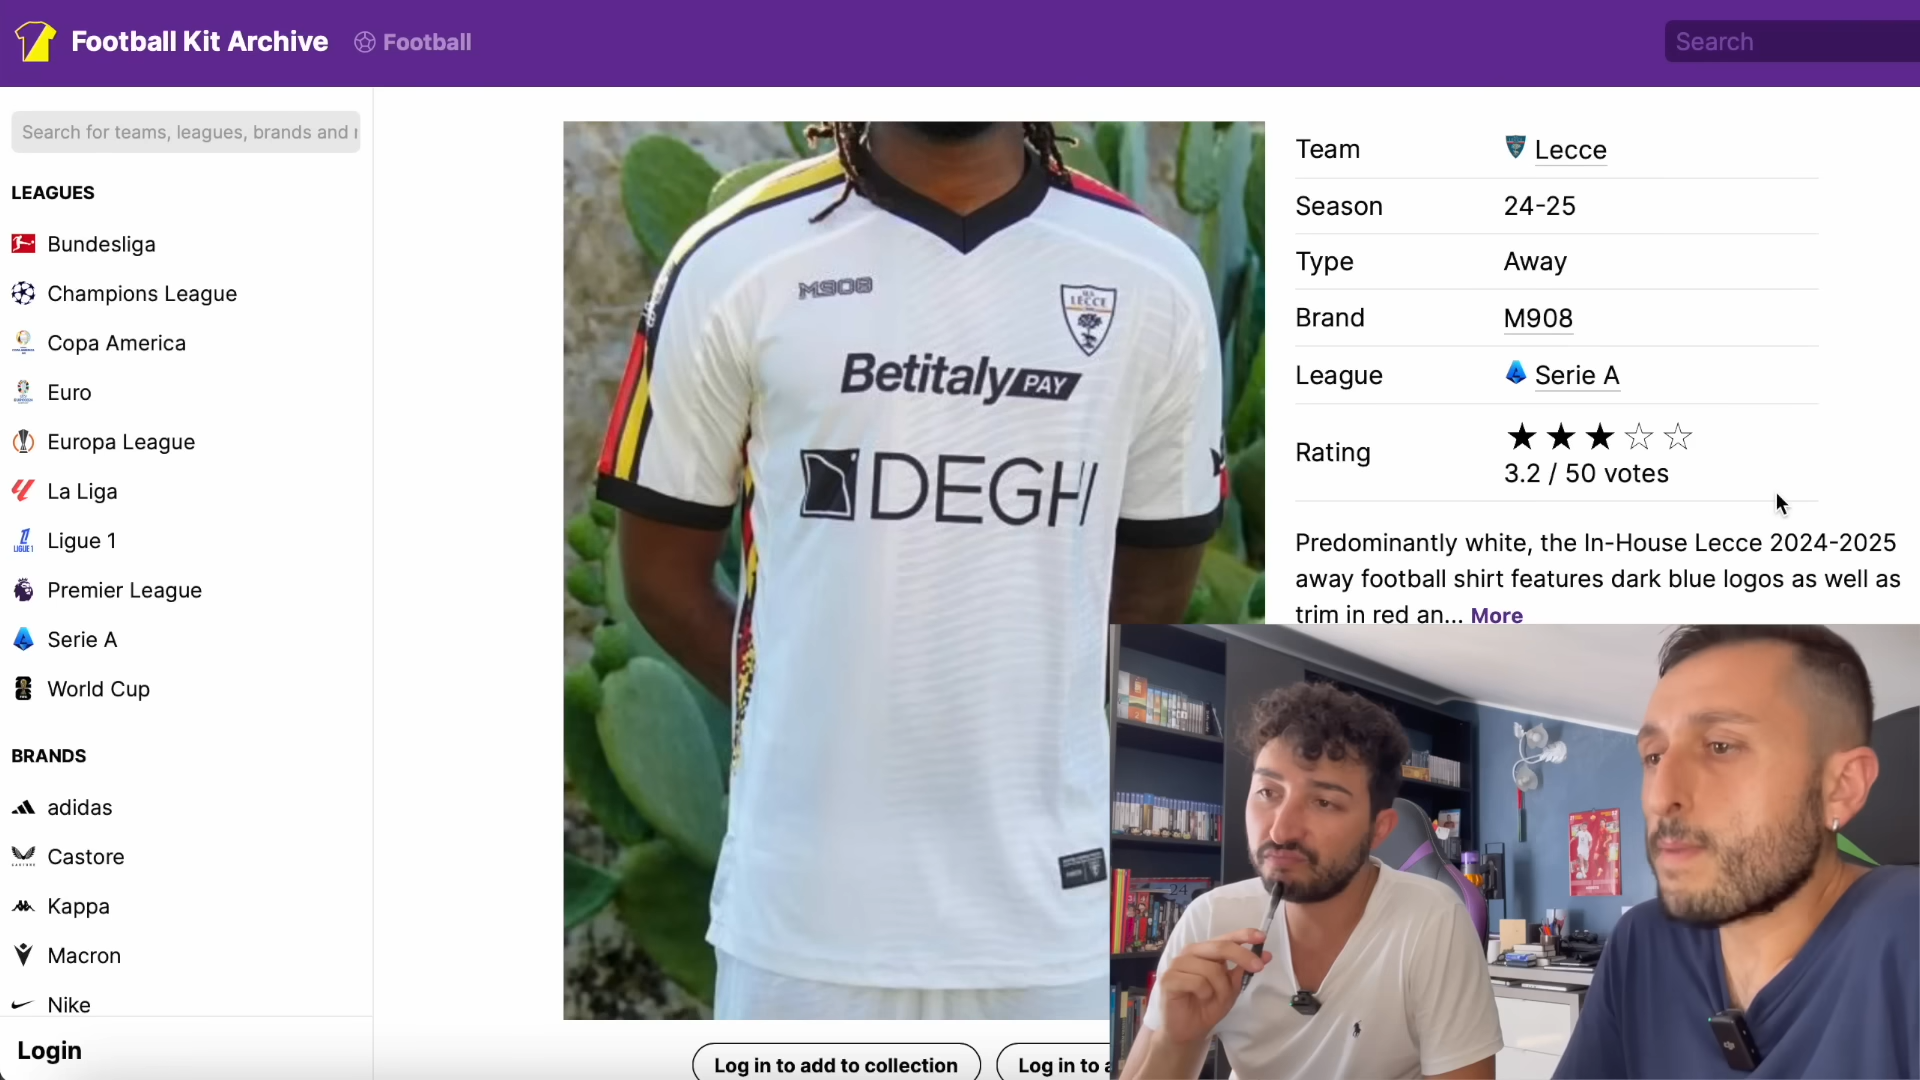 Football Kit Archive
Football
Search
Search for teams, leagues, brands and
LEAGUES
Bundesliga
Champions League
Copa America
Euro
Europa League
La Liga
Ligue 1
Premier League
Serie A
World Cup
BRANDS
adidas
Castore
Kappa
Macron
Nike
Login
M908
LECCE
Betitaly PAY
DEGHI
Team Lecce
Season 24-25
Type Away
Brand M908
League Serie A
Rating
3.2 / 50 votes
Predominantly white, the In-House Lecce 2024-2025
away football shirt features dark blue logos as well as
trim in red an... More
Log in to add to collection
Log in to a
24